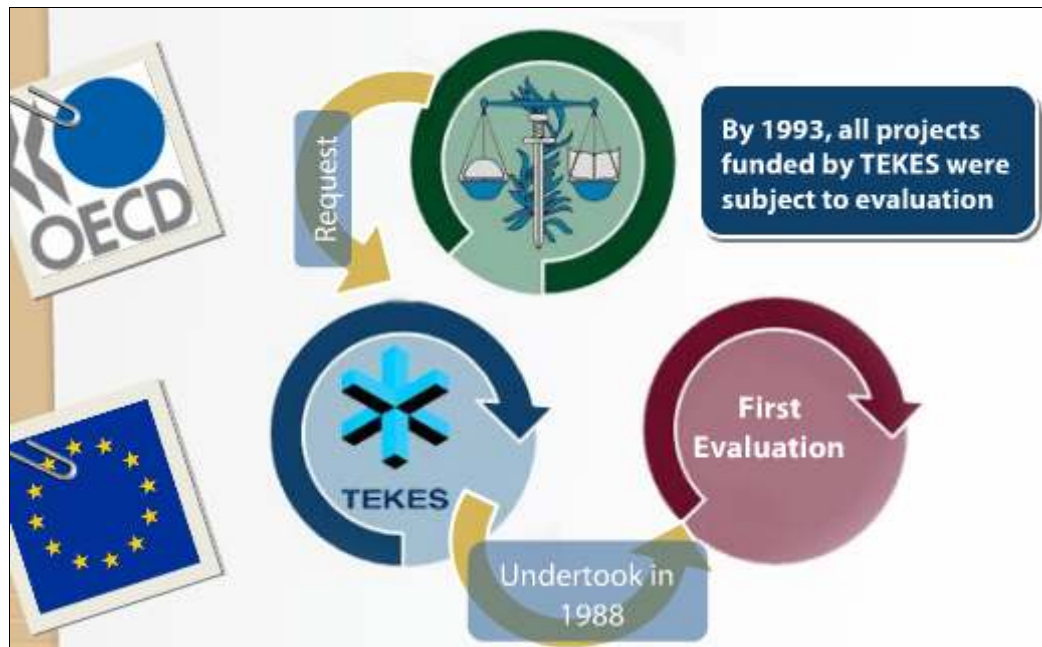 OECD
Request
By 1993, all projects
funded by TEKES were
subject to evaluation
TEKES
First
Evaluation
Undertook in
1988